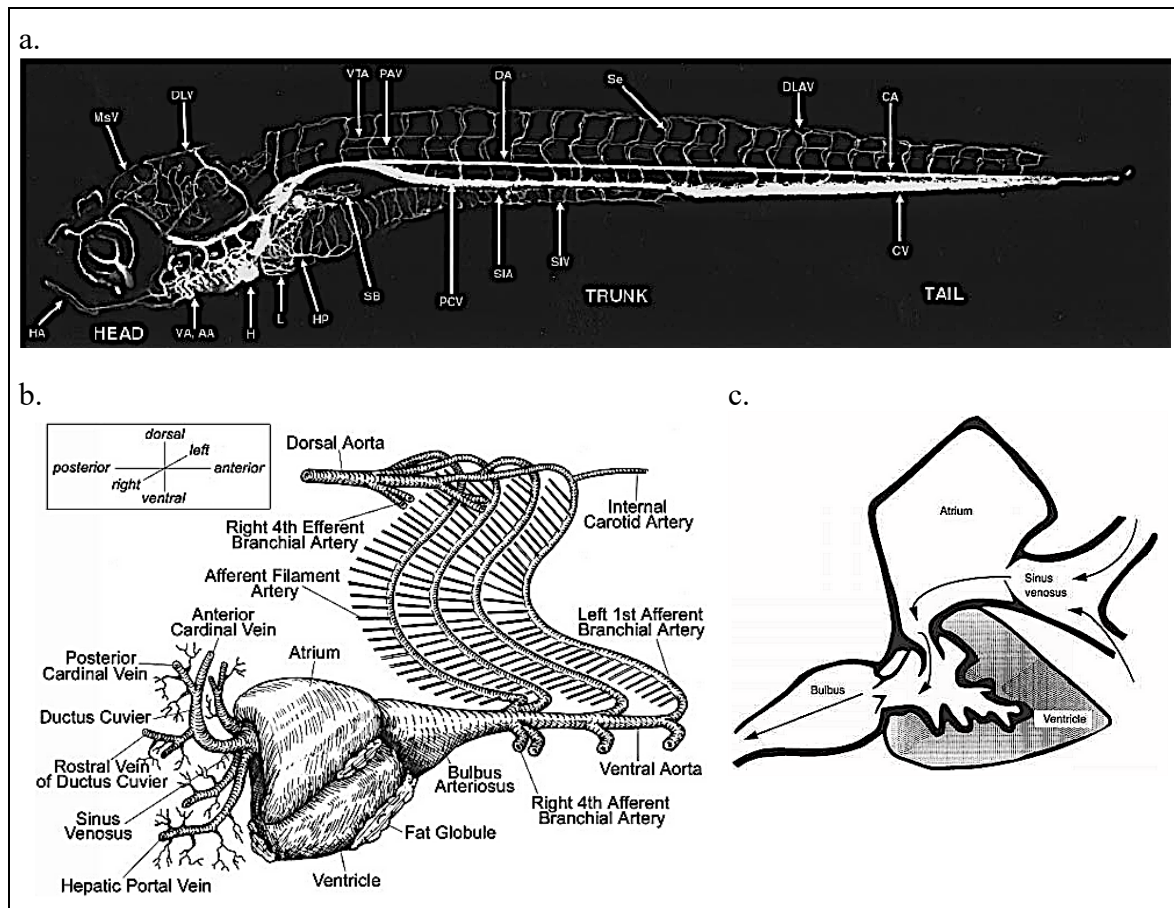 a.
VTA PAV DA Se DLAV CA
DLV
MsV
HA HEAD VA, AA H L HP SB PCV SIA SIV TRUNK CV TAIL
b.
dorsal
left
posterior anterior
right
ventral
Dorsal Aorta
Internal
Carotid Artery
Right 4th Efferent
Branchial Artery
Afferent Filament
Artery
Anterior
Cardinal Vein
Left 1st Afferent
Branchial Artery
Posterior
Cardinal Vein
Atrium
Ductus Cuvier
Rostral Vein
of Ductus Cuvier
Ventral Aorta
Bulbus
Arteriosus
Right 4th Afferent
Branchial Artery
Sinus
Venosus
Fat Globule
Hepatic Portal Vein
Ventricle
c.
Atrium
Sinus
venosus
Bulbus
Ventricle